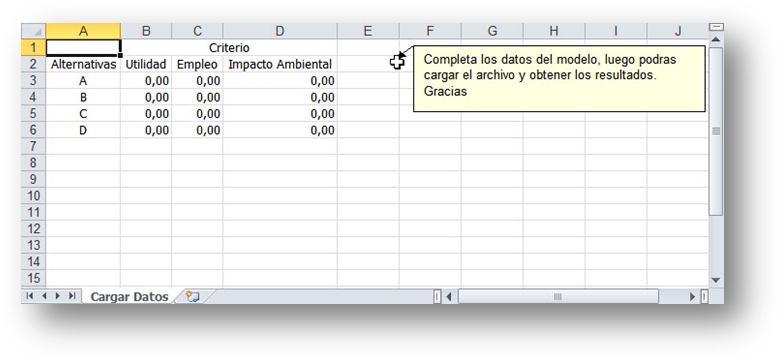 A B C D E F G H I J
1 Criterio
2 Alternativas Utilidad Empleo Impacto Ambiental
3 A 0,00 0,00 0,00
4 B 0,00 0,00 0,00
5 C 0,00 0,00 0,00
6 D 0,00 0,00 0,00
7
8
9
10
11
12
13
14
15
Completa los datos del modelo, luego podras
cargar el archivo y obtener los resultados.
Gracias
Cargar Datos